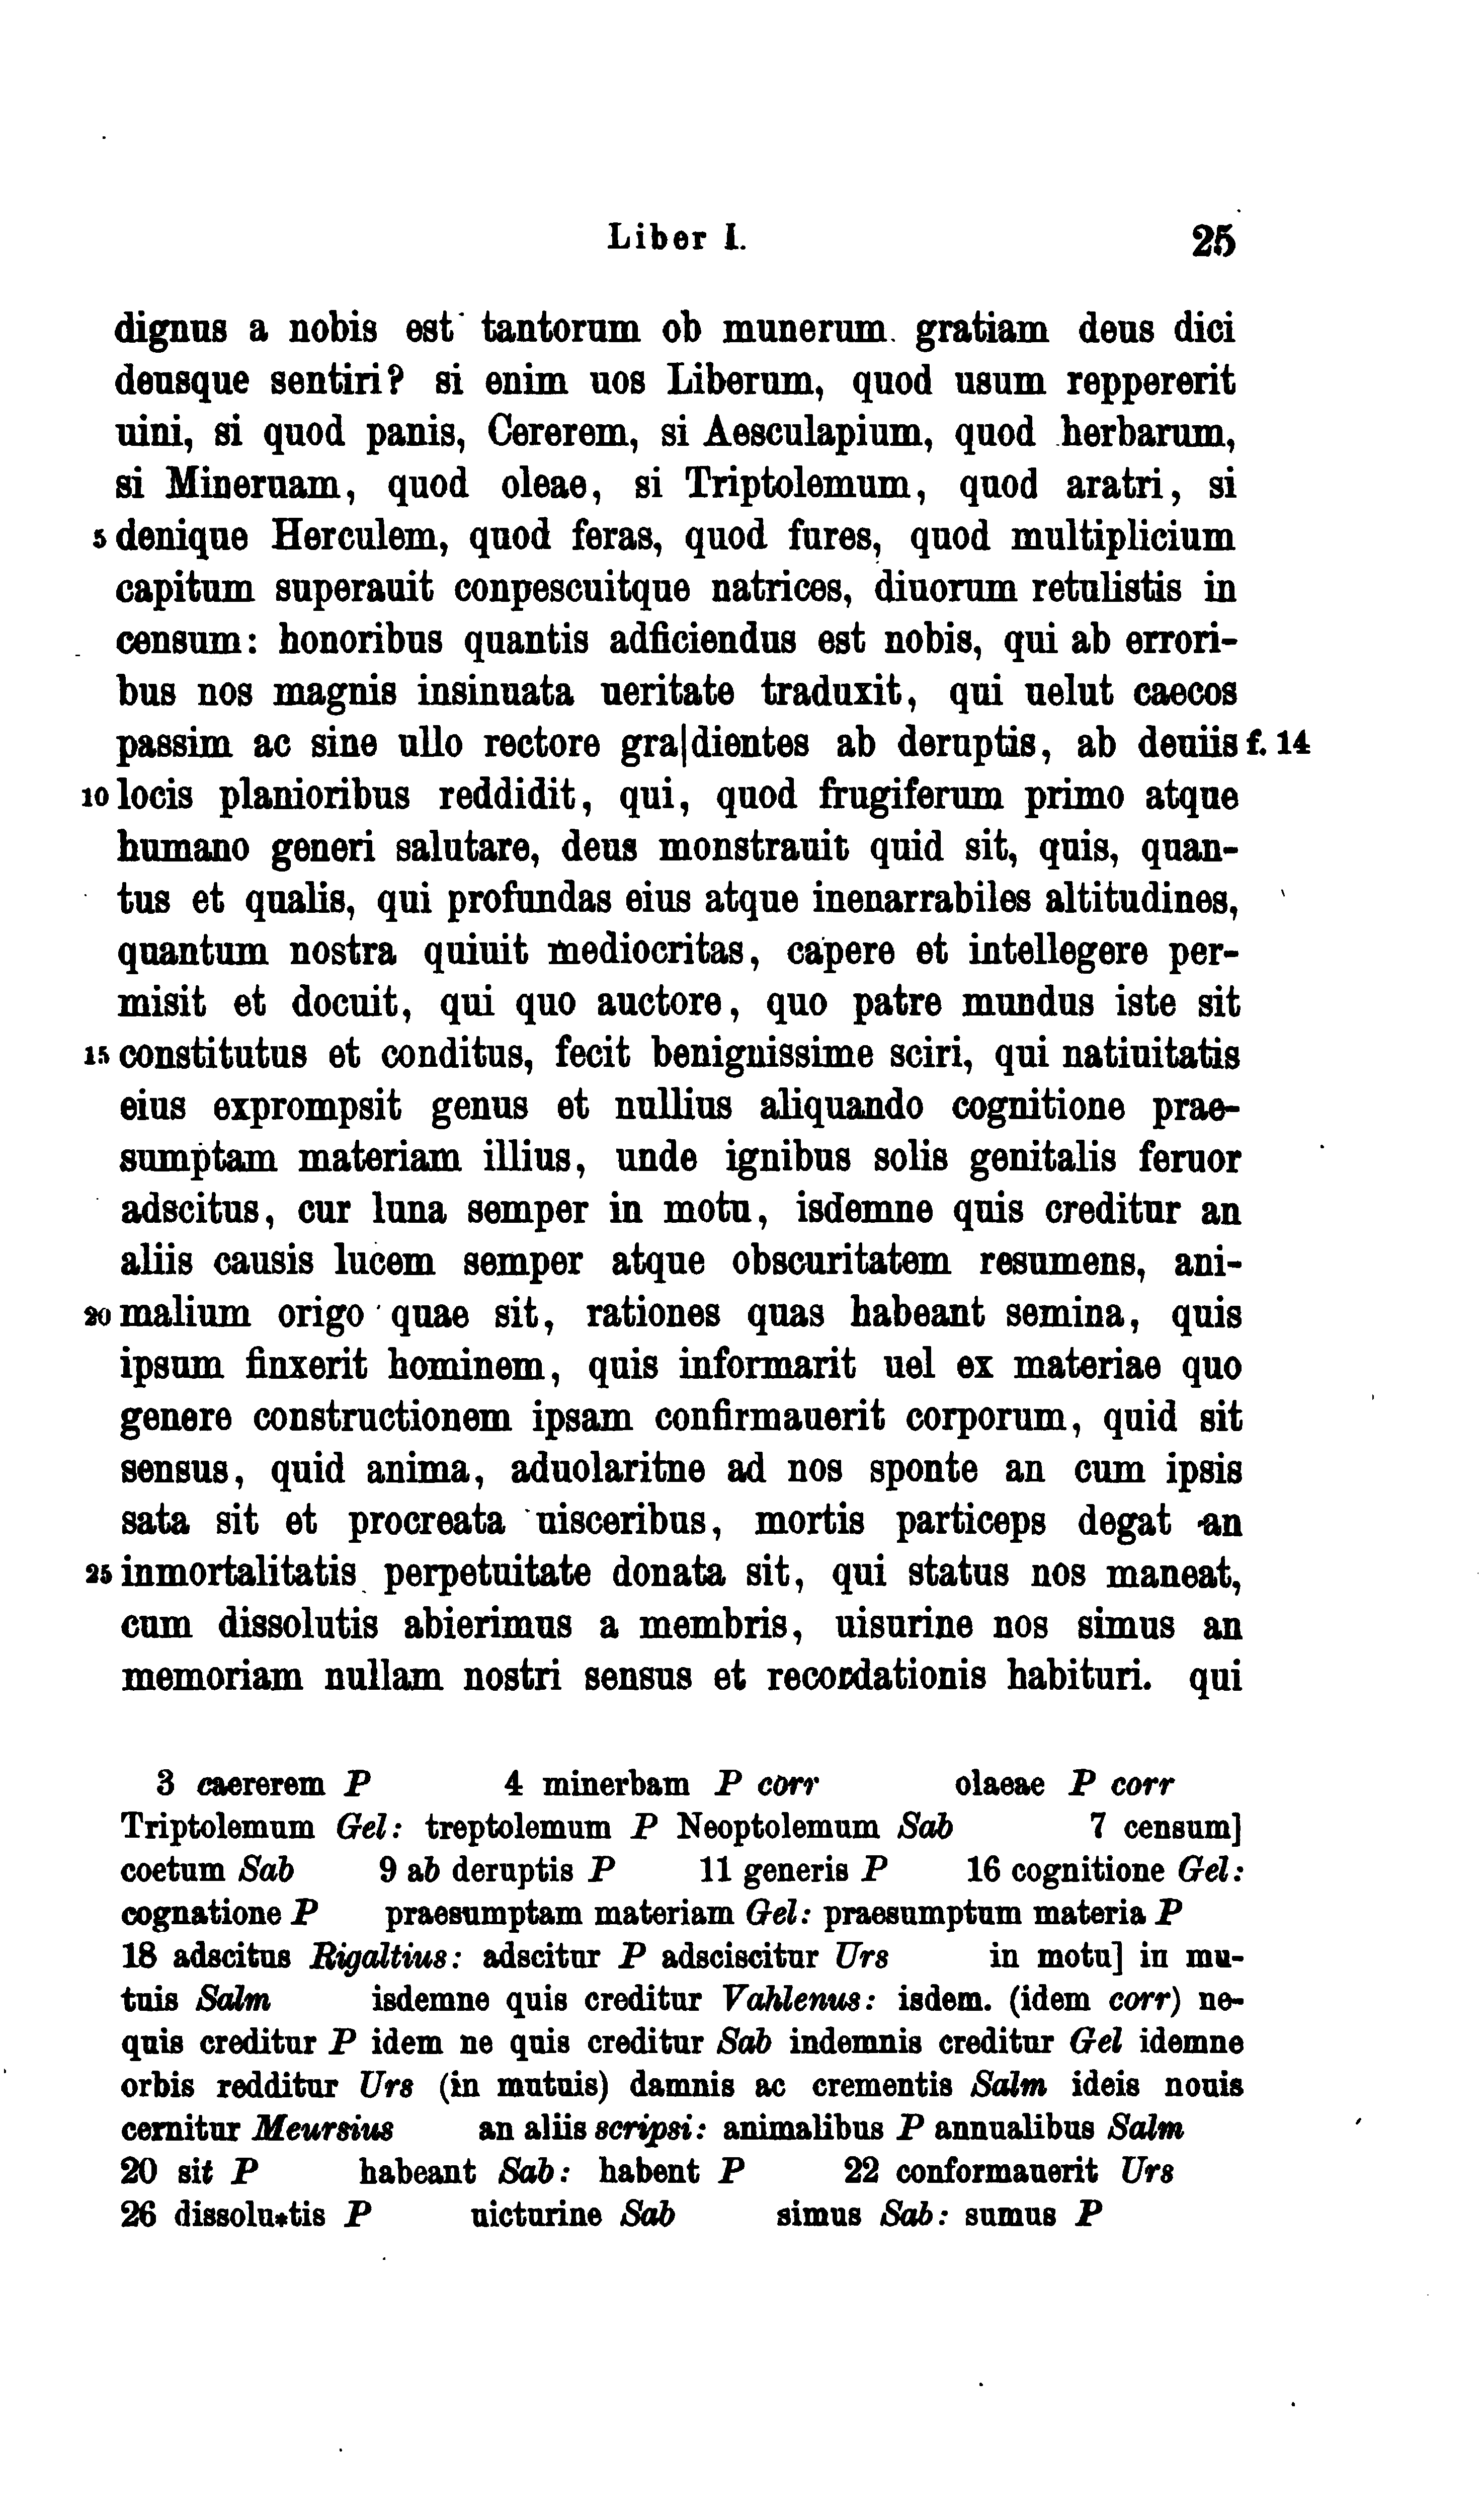 Liber I. 25
dignus a nobis est tantorum ob munerum gratiam deus dici
deusque sentiri? si enim uos Liberum, quod usum reppererit
uini, si quod panis, Cererem, si Aesculapium, quod herbarum,
si Mineruam, quod oleae, si Triptolemum, quod aratri, si
5 denique Herculem, quod feras, quod fures, quod multiplicium
capitum superauit conpescuitque natrices, diuorum retulistis in
censum: honoribus quantis adficiendus est nobis, qui ab errori-
bus nos magnis insinuata ueritate traduxit, qui uelut caecos
passim ac sine ullo rectore gra|dientes ab deruptis, ab deuiis f. 14
10 locis planioribus reddidit, qui, quod frugiferum primo atque
humano generi salutare, deus monstrauit quid sit, quis, quan-
tus et qualis, qui profundas eius atque inenarrabiles altitudines,
quantum nostra quiuit mediocritas, capere et intellegere per-
misit et docuit, qui quo auctore, quo patre mundus iste sit
15 constitutus et conditus, fecit benignissime sciri, qui natiuitatis
eius exprompsit genus et nullius aliquando cognitione prae-
sumptam materiam illius, unde ignibus solis genitalis feruor
adscitus, cur luna semper in motu, isdemne quis creditur an
aliis causis lucem semper atque obscuritatem resumens, ani-
20 malium origo quae sit, rationes quas habeant semina, quis
ipsum finxerit hominem, quis informarit uel ex materiae quo
genere constructionem ipsam confirmauerit corporum, quid sit
sensus, quid anima, aduolaritne ad nos sponte an cum ipsis
sata sit et procreata uisceribus, mortis particeps degat an
25 inmortalitatis perpetuitate donata sit, qui status nos maneat,
cum dissolutis abierimus a membris, uisurine nos simus an
memoriam nullam nostri sensus et recordationis habituri. qui
3 caererem P 4 minerbam P corr olaeae P corr
Triptolemum Gel: treptolemum P Neoptolemum Sab 7 censum]
coetum Sab 9 ab deruptis P 11 generis P 16 cognitione Gel:
cognatione P praesumptam materiam Gel: praesumptum materia P
18 adscitus Rigaltius: adscitur P adsciscitur Urs in motu] in mu-
tuis Salm isdemne quis creditur Vahlenus: isdem. (idem corr) ne-
quis creditur P idem ne quis creditur Sab indemnis creditur Gel idemne
orbis redditur Urs (in mutuis) damnis ac crementis Salm ideis nouis
cernitur Meursius an aliis scripsi: animalibus P annualibus Salm
20 sit P habeant Sab: habent P 22 conformauerit Urs
26 dissolu*tis P uicturine Sab simus Sab: sumus P